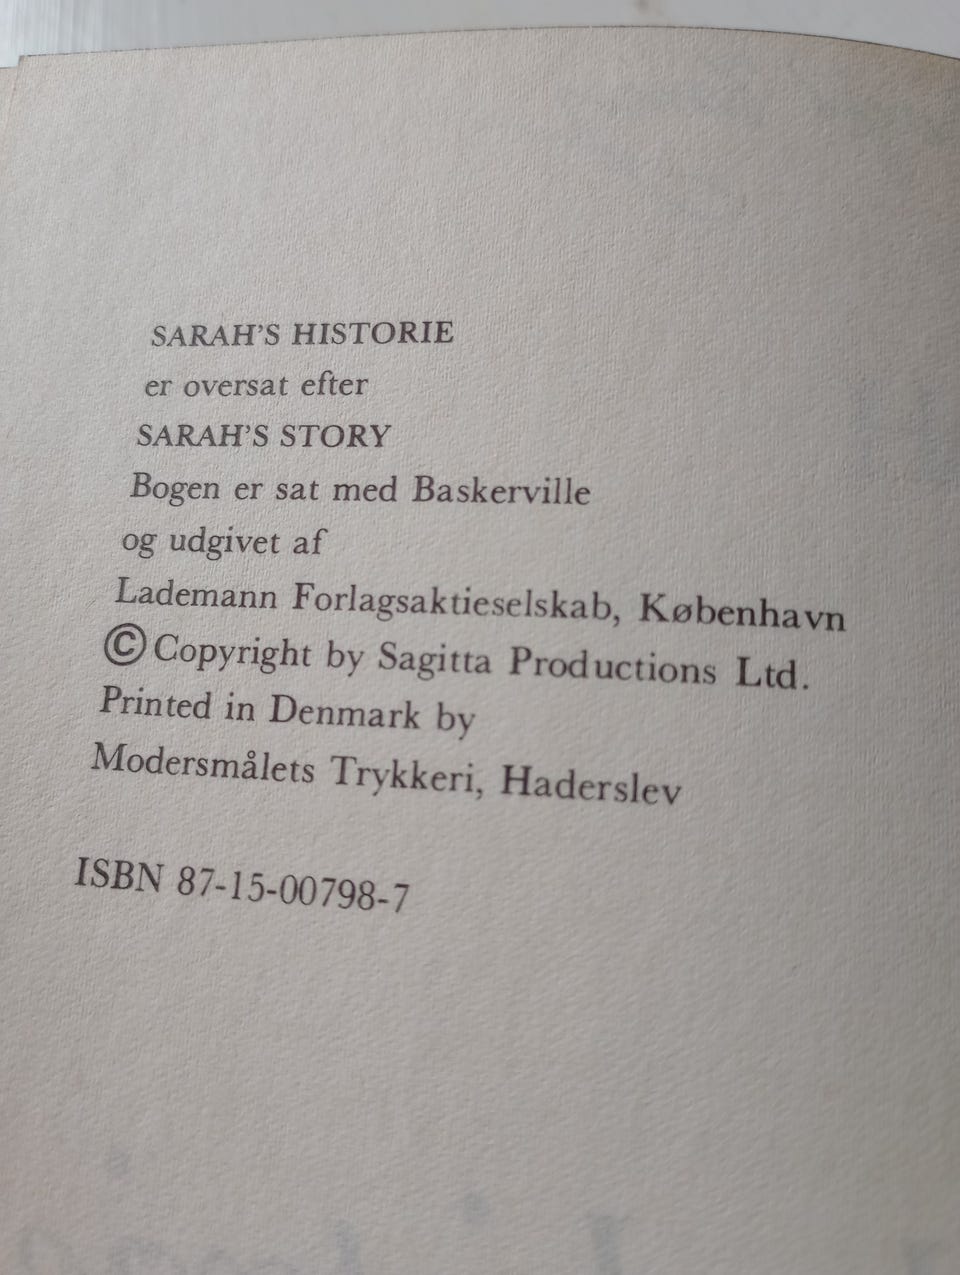 SARAH'S HISTORIE
er oversat efter
SARAH'S STORY
Bogen er sat med Baskerville
og udgivet af
Lademann Forlagsaktieselskab, København
© Copyright by Sagitta Productions Ltd.
Printed in Denmark by
Modersmålets Trykkeri, Haderslev
ISBN 87-15-00798-7